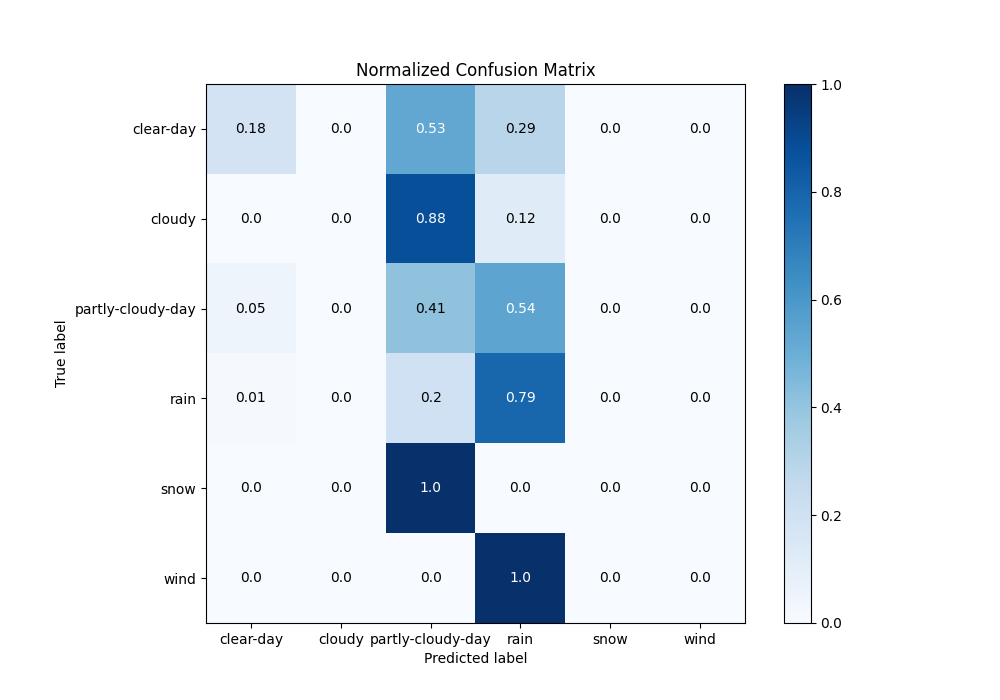 Normalized Confusion Matrix
clear-day 0.18 0.0 0.53 0.29 0.0 0.0
cloudy 0.0 0.0 0.88 0.12 0.0 0.0
partly-cloudy-day 0.05 0.0 0.41 0.54 0.0 0.0
rain 0.01 0.0 0.2 0.79 0.0 0.0
snow 0.0 0.0 1.0 0.0 0.0 0.0
wind 0.0 0.0 0.0 1.0 0.0 0.0
clear-day cloudy partly-cloudy-day rain snow wind
Predicted label
True label
1.0
0.8
0.6
0.4
0.2
0.0